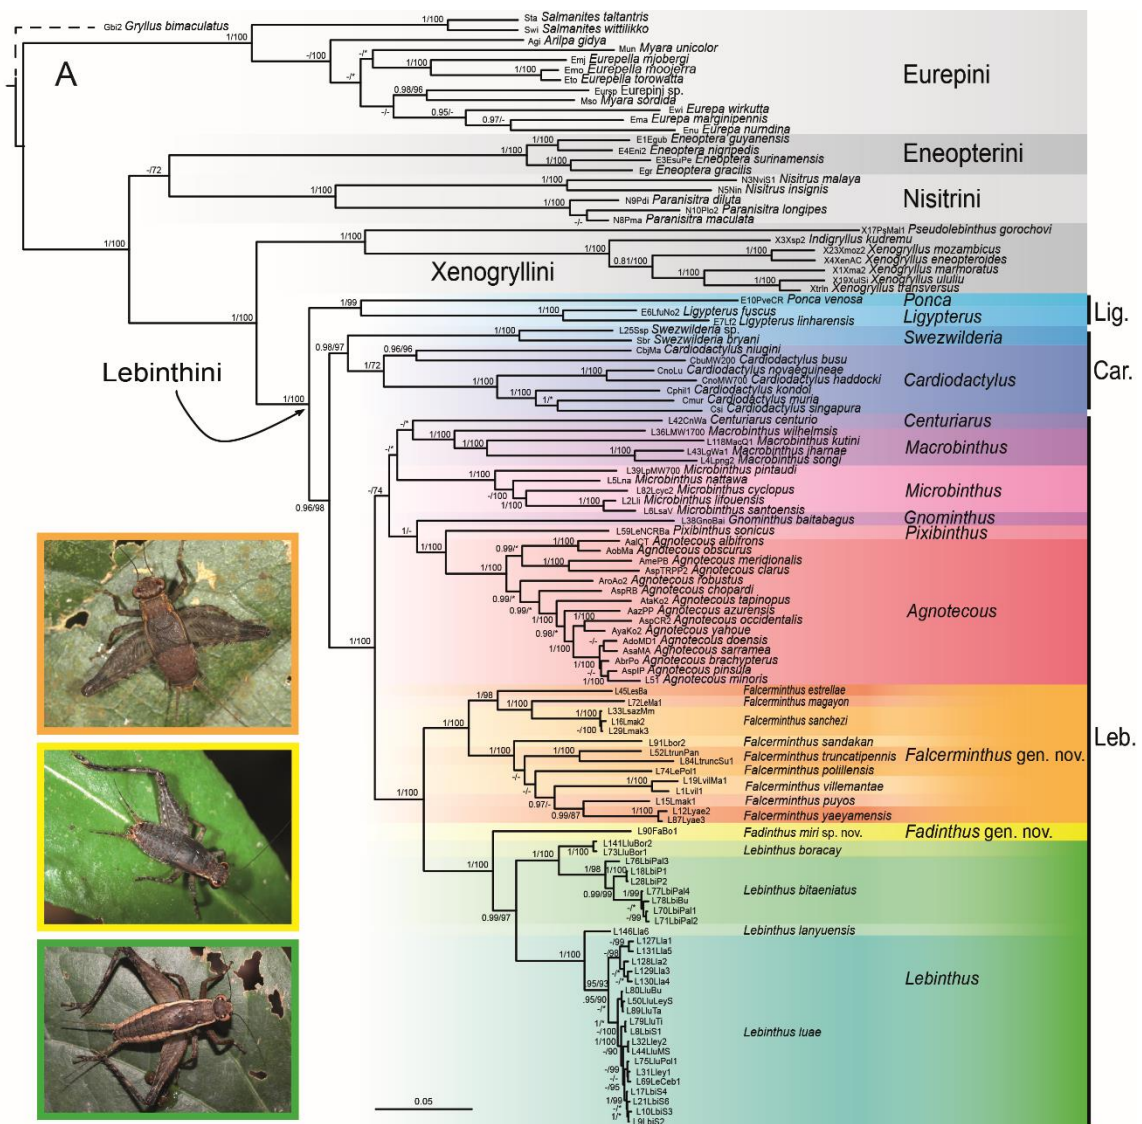 A
Gbi2 Gryllus bimaculatus
Sta Salmanites taltantris
Swi Salmanites wittilikko
Agi Arilpa gidya
Mun Myara unicolor
Emj Eurepella mjobergi
Emo Eurepella moojerra
Eto Eurepella torowatta
Eursp Eurepini sp.
Mso Myara sordida
Ewi Eurepa wirkutta
Ema Eurepa marginipennis
Enu Eurepa nurndina
Eurepini
E1Egub Eneoptera guyanensis
E4Eni2 Eneoptera nigripedis
E3EsuPe Eneoptera surinamensis
Egr Eneoptera gracilis
Eneopterini
N3NviS1 Nisitrus malaya
N5Nin Nisitrus insignis
N9Pdi Paranisitra diluta
N10Plo2 Paranisitra longipes
N8Pma Paranisitra maculata
Nisitrini
X17PsMal1 Pseudolebinthus gorochovi
X3Xsp2 Indigryllus kudremu
X23Xmoz2 Xenogryllus mozambicus
X4XenAC Xenogryllus eneopteroides
X1Xma2 Xenogryllus marmoratus
X19XulSi Xenogryllus ululiu
Xtrln Xenogryllus transversus
Xenogryllini
E10PveCR Ponca venosa
Ponca
E6LfuNo2 Ligypterus fuscus
E7Lf2 Ligypterus linharensis
Ligypterus
Lig.
L25Ssp Swezwilderia sp.
Sbr Swezwilderia bryani
Swezwilderia
CbjMa Cardiodactylus niugini
CbuMW200 Cardiodactylus busu
CnoLu Cardiodactylus novaeguineae
CnoMW700 Cardiodactylus haddocki
Cphil1 Cardiodactylus kondoi
Cmur Cardiodactylus muria
Csi Cardiodactylus singapura
Cardiodactylus
Car.
Lebinthini
L42CnWa Centuriarus centurio
Centuriarus
L36LMW1700 Macrobinthus wilhelmsis
L118MacQ1 Macrobinthus kutini
L43LgWa1 Macrobinthus jharnae
L4Lpng2 Macrobinthus songi
Macrobinthus
L39LpMW700 Microbinthus pintaudi
L5Lna Microbinthus nattawa
L82Lcyc2 Microbinthus cyclopus
L2Lli Microbinthus lifouensis
L6LsaV Microbinthus santoensis
Microbinthus
L38GnoBai Gnominthus baitabagus
Gnominthus
L59LeNCRBa Pixibinthus sonicus
Pixibinthus
AalCT Agnotecous albifrons
AobMa Agnotecous obscurus
AmePB Agnotecous meridionalis
AspTRPP2 Agnotecous clarus
AroAo2 Agnotecous robustus
AspRB Agnotecous chopardi
AtaKo2 Agnotecous tapinopus
AazPP Agnotecous azurensis
AspCR2 Agnotecous occidentalis
AyaKo2 Agnotecous yahoue
AdoMD1 Agnotecous doensis
AsaMA Agnotecous sarramea
AbrPo Agnotecous brachypterus
AspIP Agnotecous pinsula
L51 Agnotecous minoris
Agnotecous
Leb.
L45LesBa Falcerminthus estrellae
L72LeMa1 Falcerminthus magayon
L33LsazMm
L16Lmak2 Falcerminthus sanchezi
L29Lmak3
L91Lbor2 Falcerminthus sandakan
L52LtrunPan Falcerminthus truncatipennis
L84LtruncSu1
L74LePol1 Falcerminthus polillensis
L19LvilMa1 Falcerminthus villemantae
L1Lvil1
L15Lmak1 Falcerminthus puyos
L12Lyae2 Falcerminthus yaeyamensis
L87Lyae3
Falcerminthus gen. nov.
L90FaBo1 Fadinthus miri sp. nov.
Fadinthus gen. nov.
L141LluBor2
L73LluBor1 Lebinthus boracay
L76LbiPal3
L18LbiP1
L28LbiP2
L77LbiPal4 Lebinthus bitaeniatus
L78LbiBu
L70LbiPal1
L71LbiPal2
L146Lla6 Lebinthus lanyuensis
L127Lla1
L131Lla5
L128Lla2
L129Lla3
L130Lla4
L80LluBu
L50LluLeyS
L89LluTa
L79LluTi
L8LbiS1
L32Lley2
L44LluMS
L75LluPol1
L31Lley1
L69LeCeb1
L17LbiS4
L21LbiS6
L10LbiS3
L9LbiS2
Lebinthus luae
Lebinthus
0.05